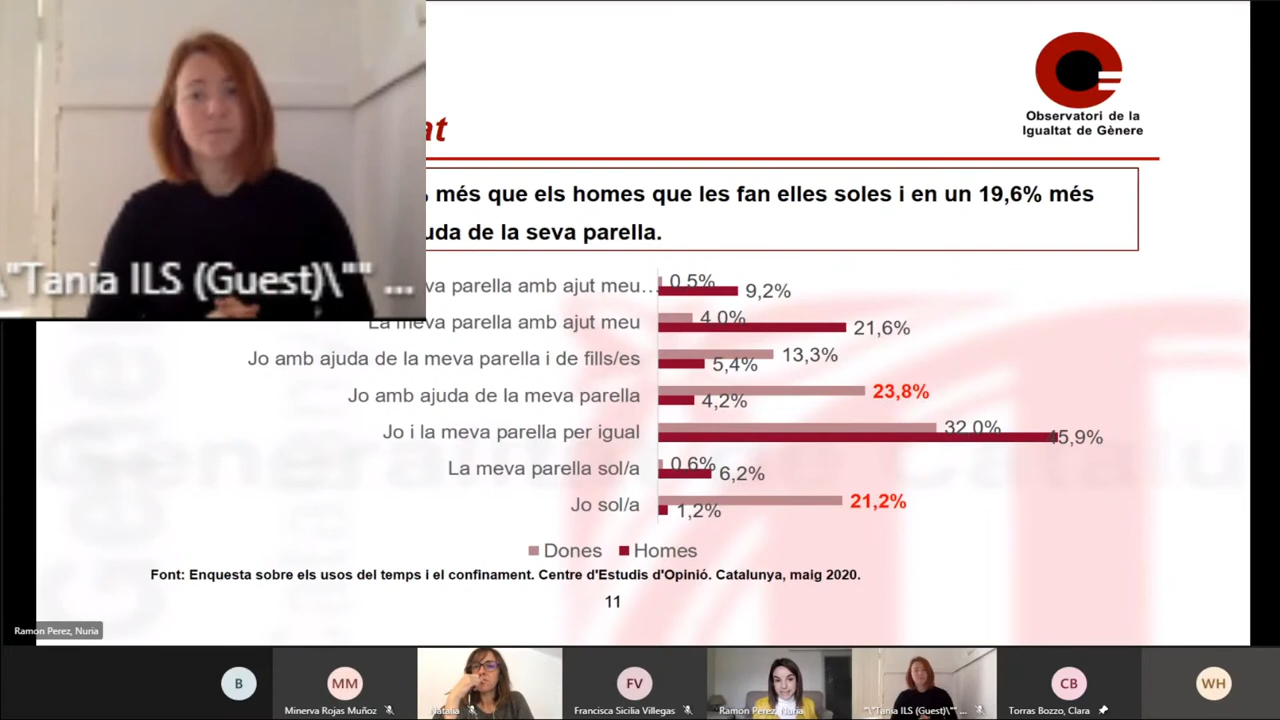 Observatori de la
Igualtat de Gènere
at
més que els homes que les fan elles soles i en un 19,6% més
uda de la seva parella.
\"Tania ILS (Guest)\"" ...
va parella amb ajut meu... 0,5% 9,2%
La meva parella amb ajut meu 4,0% 21,6%
Jo amb ajuda de la meva parella i de fills/es 13,3% 5,4%
Jo amb ajuda de la meva parella 23,8% 4,2%
Jo i la meva parella per igual 32,0% 45,9%
La meva parella sol/a 0,6% 6,2%
Jo sol/a 21,2% 1,2%
Dones Homes
Font: Enquesta sobre els usos del temps i el confinament. Centre d'Estudis d'Opinió. Catalunya, maig 2020.
11
Ramon Perez, Nuria
B
MM
FV
CB
WH
Minerva Rojas Muñoz
Natalia
Francisca Sicilia Villegas
Ramon Perez, Nuria
"\"Tania ILS (Guest)\"" ...
Torras Bozzo, Clara